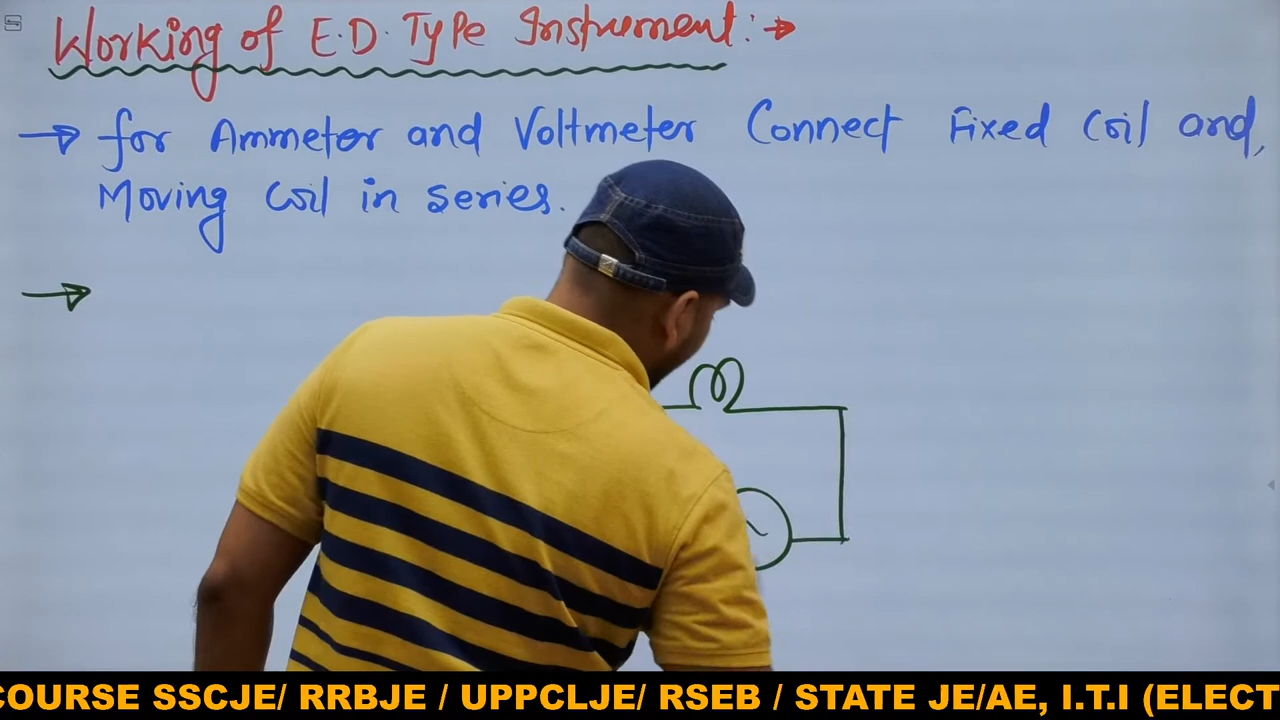 Working of E.D. Type Instrument:→
→ for Ammeter and Voltmeter Connect Fixed Coil and,
Moving Coil in series.
→
COURSE SSCJE/ RRBJE / UPPCLJE/ RSEB / STATE JE/AE, I.T.I (ELECT